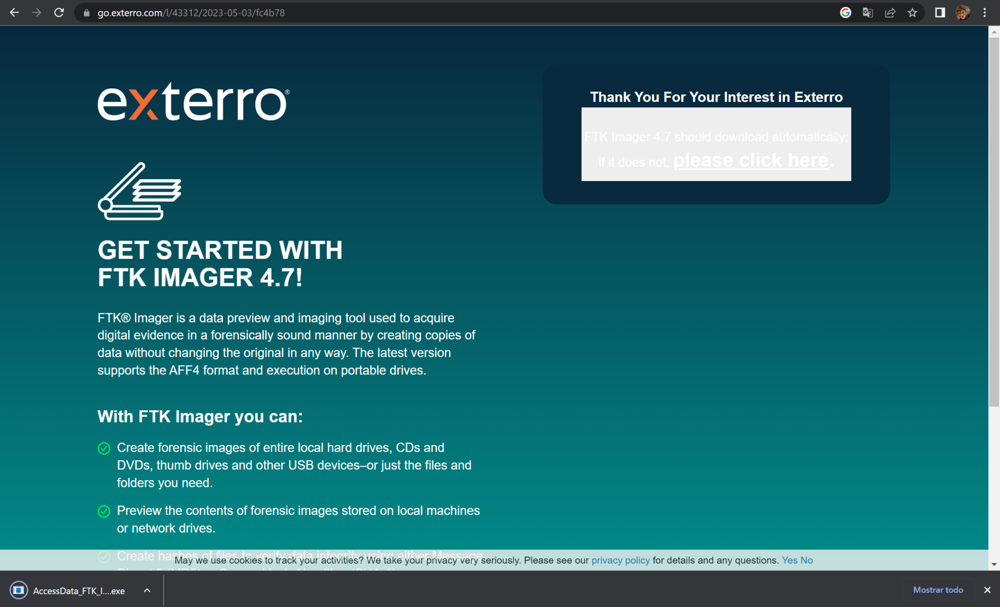 go.exterro.com/l/43312/2023-05-03/fc4b78
exterro®
Thank You For Your Interest in Exterro
FTK Imager 4.7 should download automatically;
if it does not, please click here.
GET STARTED WITH
FTK IMAGER 4.7!
FTK® Imager is a data preview and imaging tool used to acquire
digital evidence in a forensically sound manner by creating copies of
data without changing the original in any way. The latest version
supports the AFF4 format and execution on portable drives.
With FTK Imager you can:
Create forensic images of entire local hard drives, CDs and
DVDs, thumb drives and other USB devices–or just the files and
folders you need.
Preview the contents of forensic images stored on local machines
or network drives.
Create hashes of files to verify data integrity using either Message
May we use cookies to track your activities? We take your privacy very seriously. Please see our privacy policy for details and any questions. Yes No
AccessData_FTK_I....exe
Mostrar todo